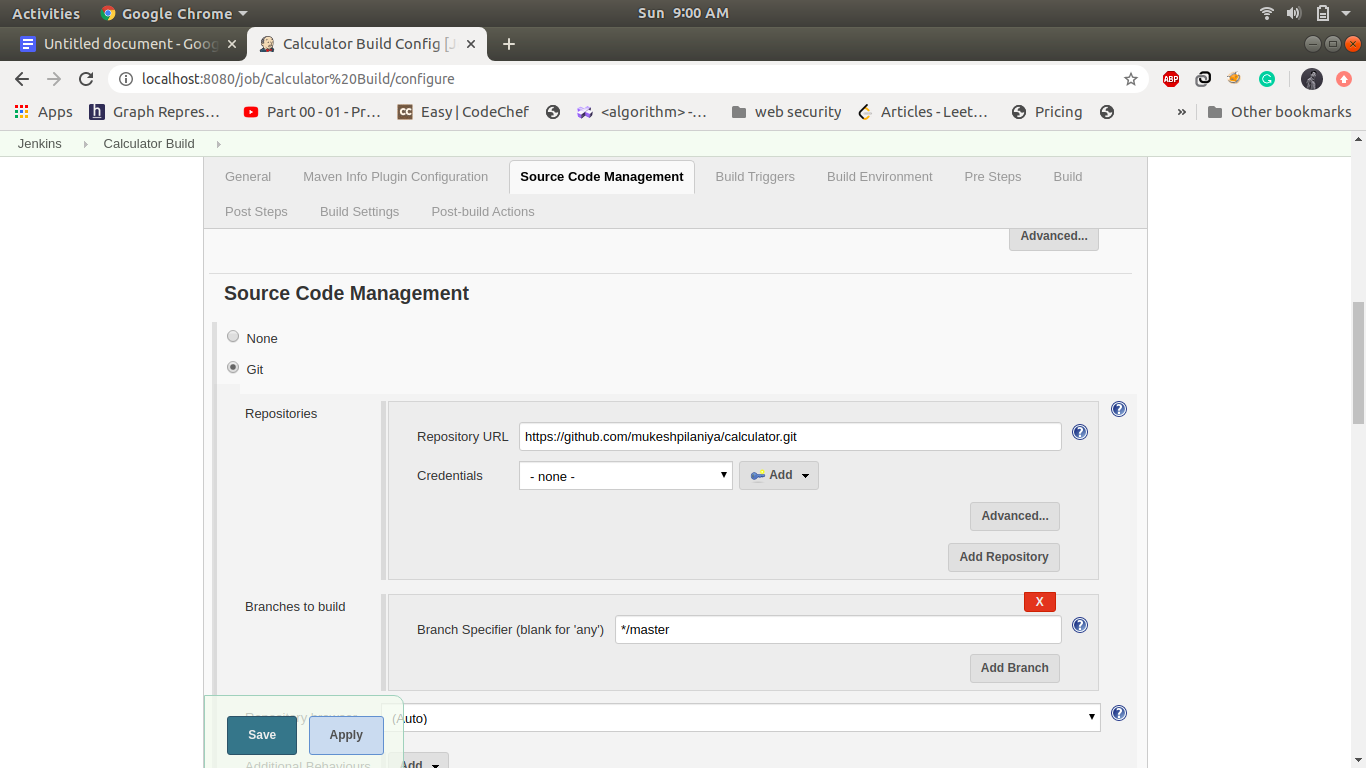 Activities Google Chrome Sun 9:00 AM
Untitled document - Goog Calculator Build Config [J
localhost:8080/job/Calculator%20Build/configure ABP
Apps h Graph Repres... Part 00 - 01 - Pr... CC Easy | CodeChef <algorithm> -... web security Articles - Leet... Pricing » Other bookmarks
Jenkins Calculator Build
General Maven Info Plugin Configuration Source Code Management Build Triggers Build Environment Pre Steps Build
Post Steps Build Settings Post-build Actions
Advanced...
Source Code Management
None
Git
Repositories
Repository URL https://github.com/mukeshpilaniya/calculator.git
Credentials - none - Add
Advanced...
Add Repository
Branches to build X
Branch Specifier (blank for 'any') */master
Add Branch
Repository browser (Auto)
Save Apply
Additional Behaviours Add